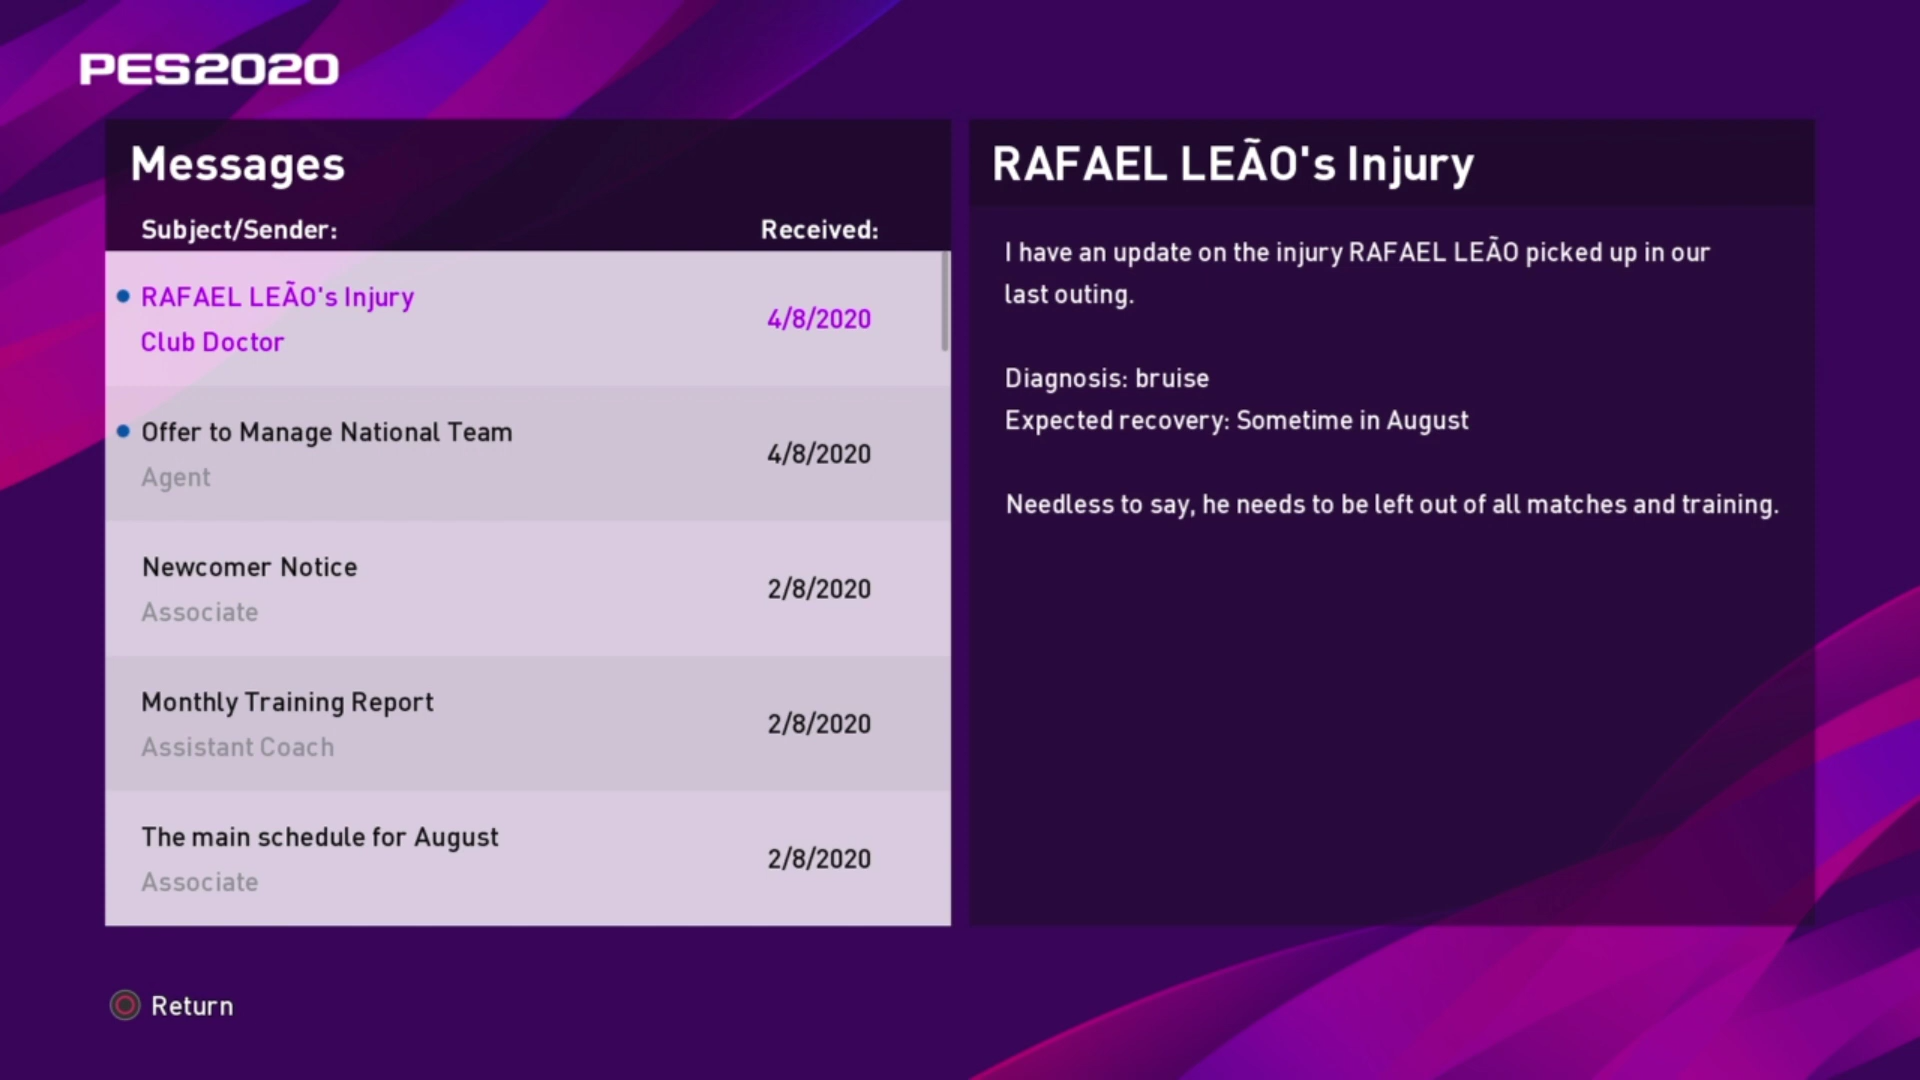 PES2020
Messages
Subject/Sender: Received:
RAFAEL LEÃO's Injury
Club Doctor
4/8/2020
Offer to Manage National Team
Agent
4/8/2020
Newcomer Notice
Associate
2/8/2020
Monthly Training Report
Assistant Coach
2/8/2020
The main schedule for August
Associate
2/8/2020
RAFAEL LEÃO's Injury
I have an update on the injury RAFAEL LEÃO picked up in our
last outing.
Diagnosis: bruise
Expected recovery: Sometime in August
Needless to say, he needs to be left out of all matches and training.
Return